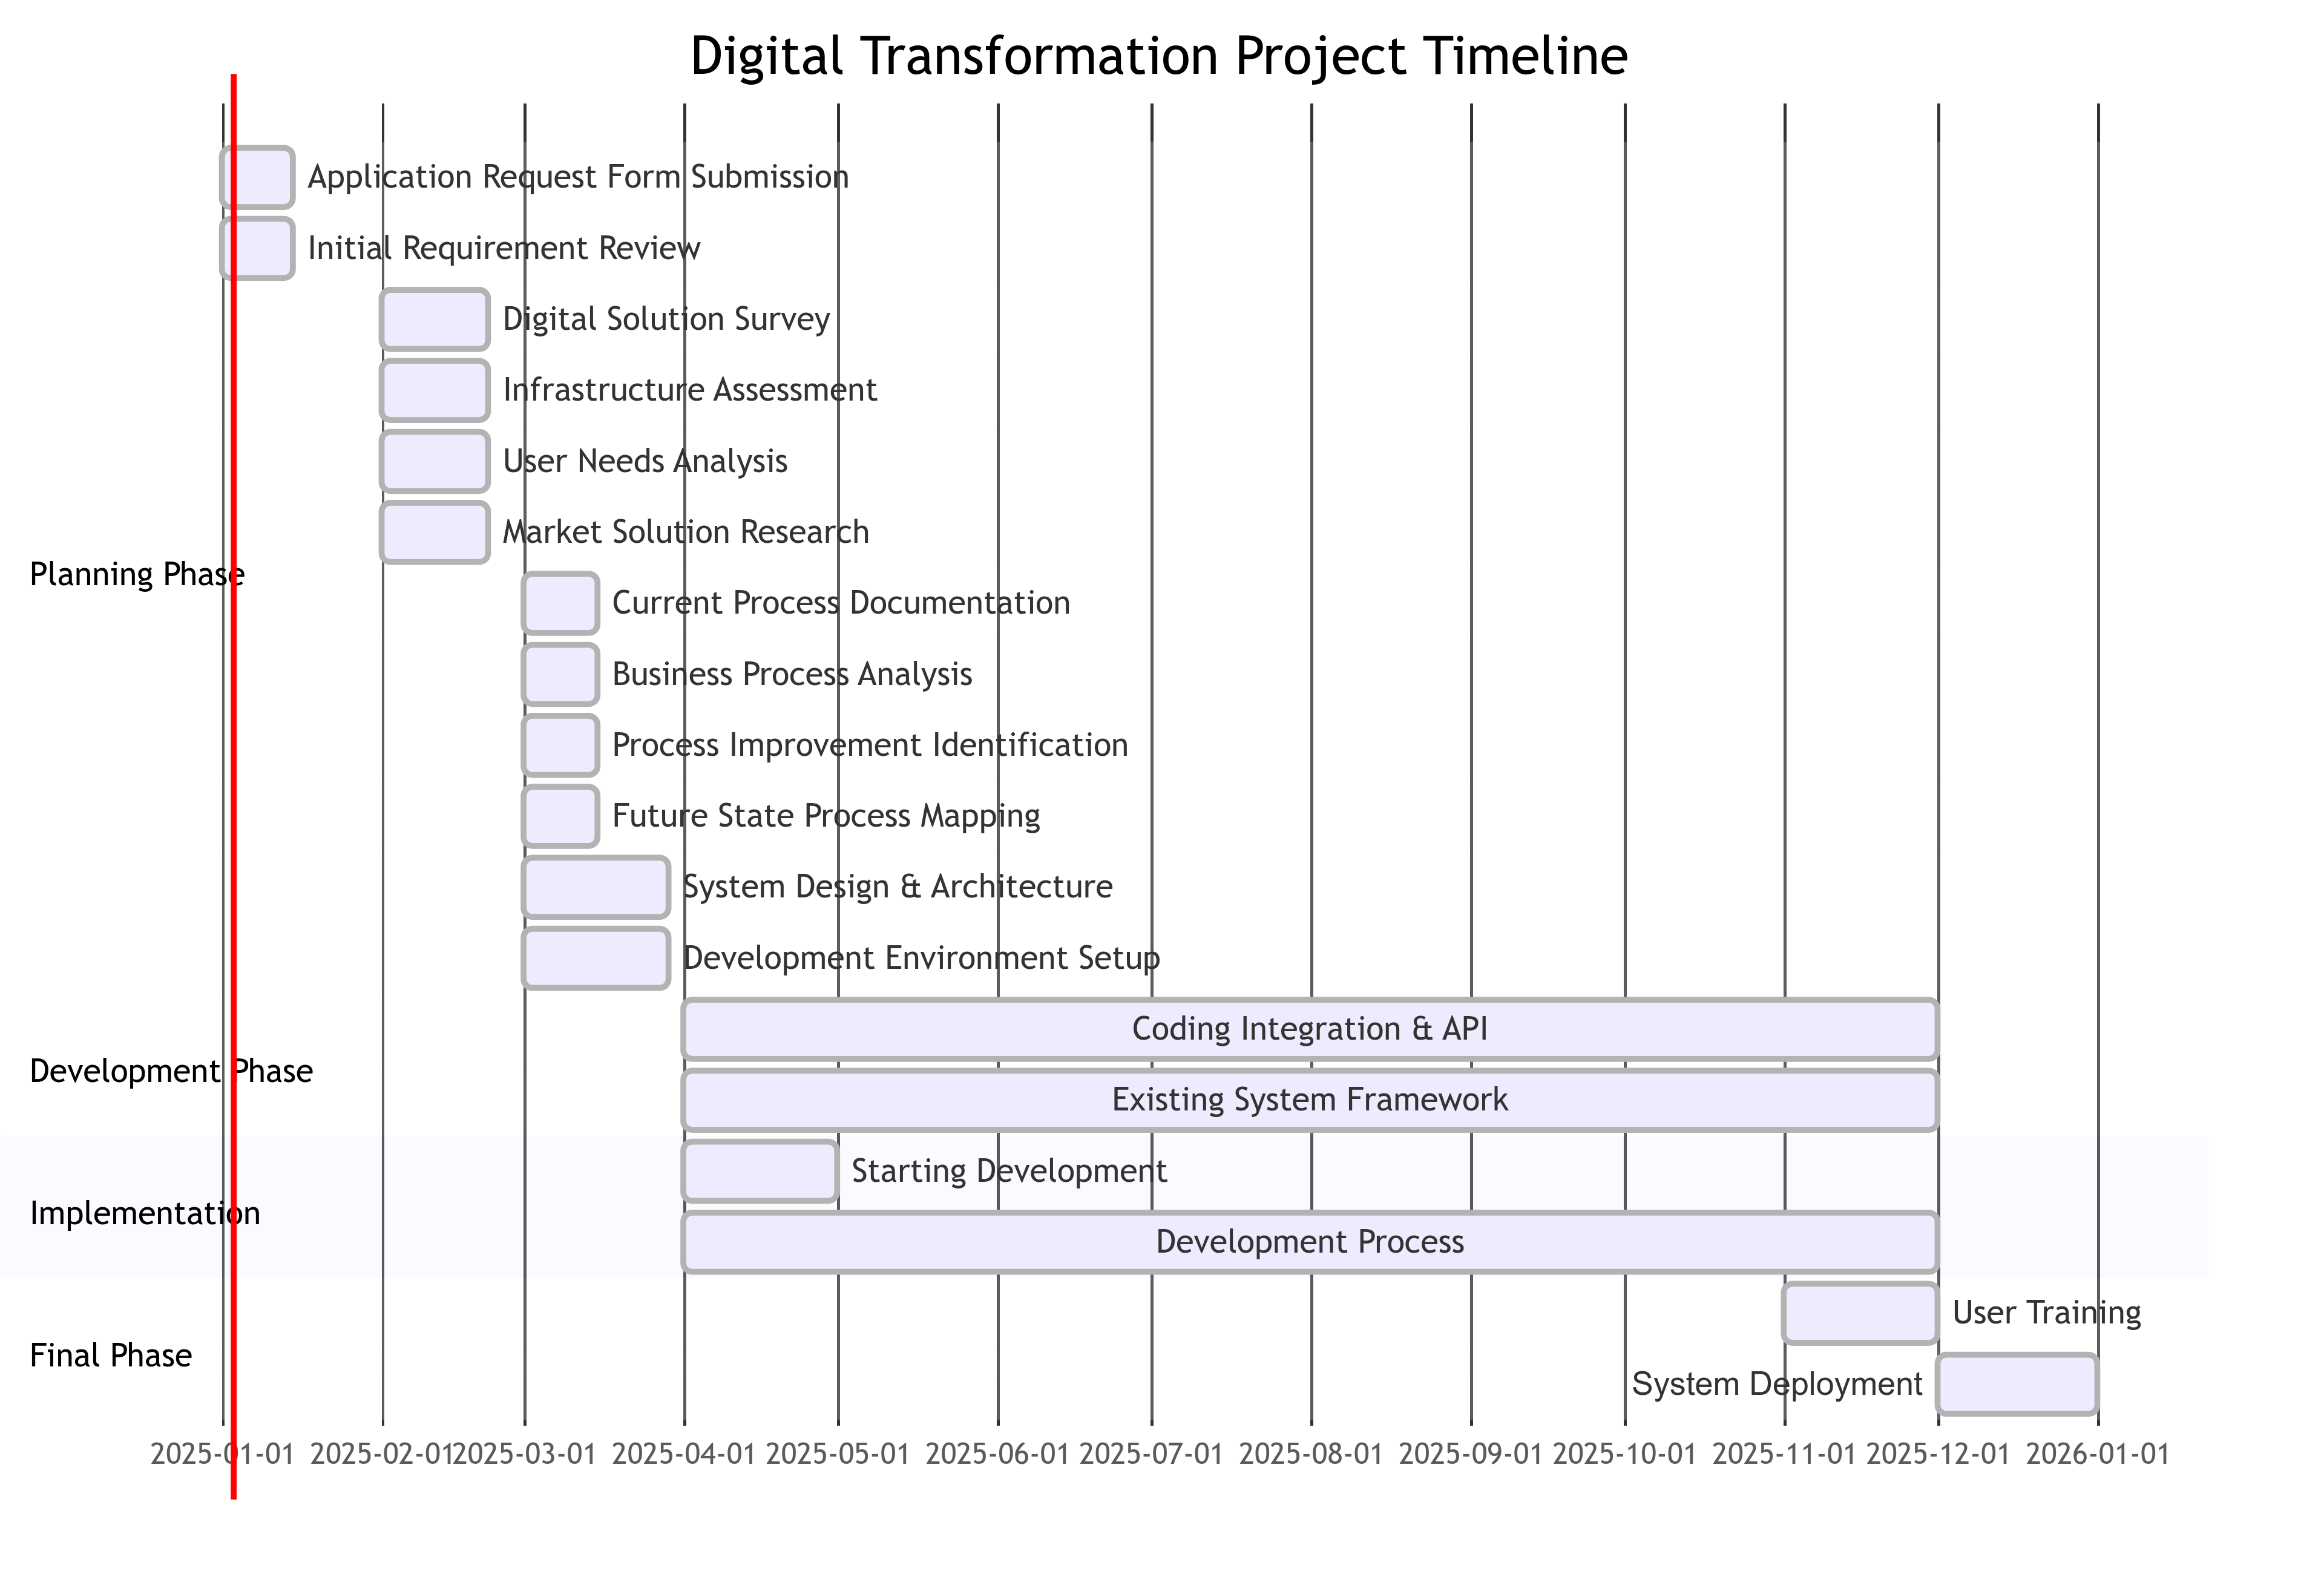 Digital Transformation Project Timeline
Application Request Form Submission
Initial Requirement Review
Digital Solution Survey
Infrastructure Assessment
User Needs Analysis
Market Solution Research
Planning Phase
Current Process Documentation
Business Process Analysis
Process Improvement Identification
Future State Process Mapping
System Design & Architecture
Development Environment Setup
Coding Integration & API
Development Phase
Existing System Framework
Starting Development
Implementation
Development Process
User Training
Final Phase
System Deployment
2025-01-01 2025-02-01 2025-03-01 2025-04-01 2025-05-01 2025-06-01 2025-07-01 2025-08-01 2025-09-01 2025-10-01 2025-11-01 2025-12-01 2026-01-01